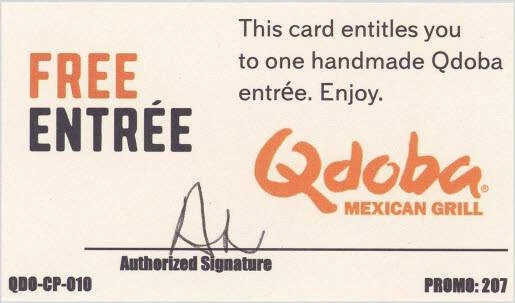 FREE
ENTRÉE
This card entitles you
to one handmade Qdoba
entrée. Enjoy.
Qdoba®
MEXICAN GRILL
Authorized Signature
QDO-CP-010
PROMO: 207